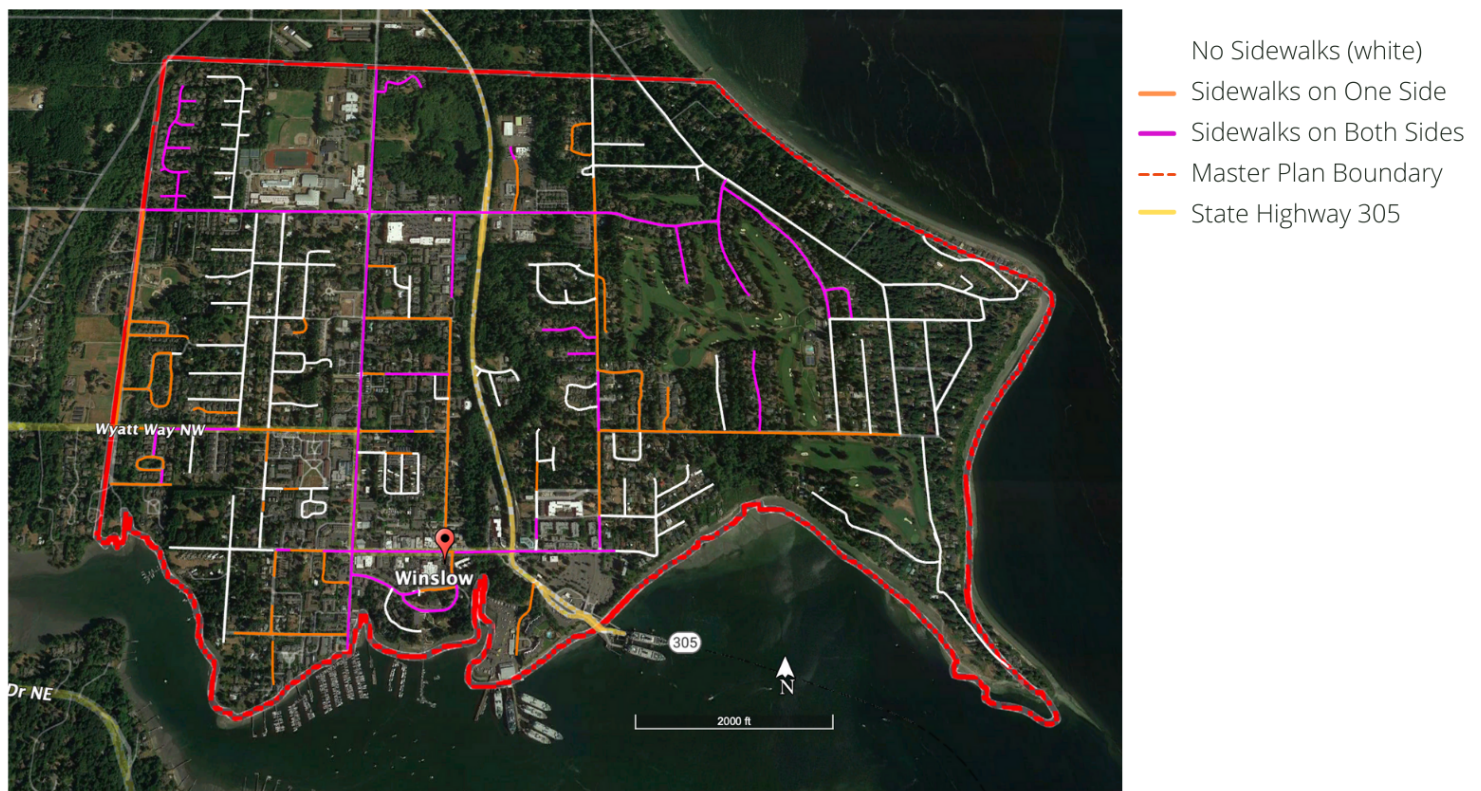 No Sidewalks (white)
Sidewalks on One Side
Sidewalks on Both Sides
Master Plan Boundary
State Highway 305
Wyatt Way NW
Winslow
305
Dr NE
N
2000 ft